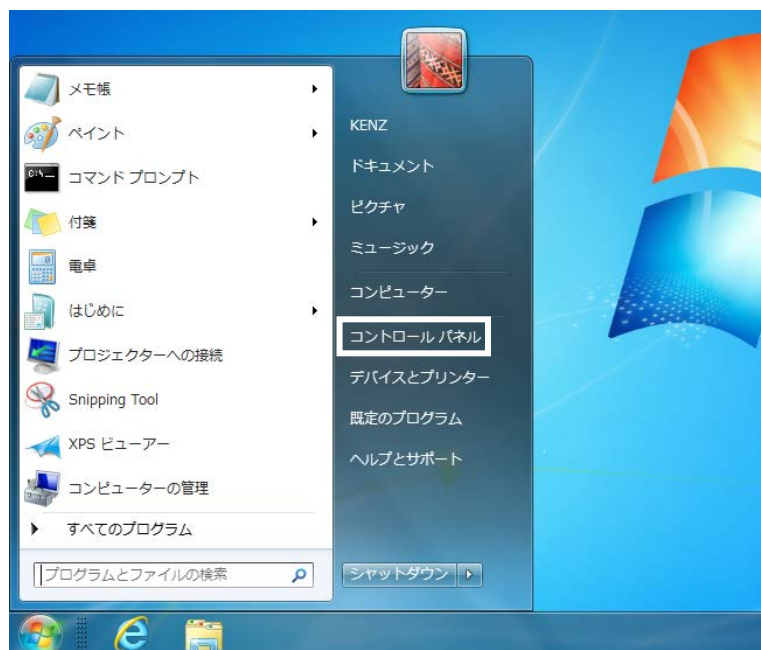 メモ帳
ペイント
C:\_
コマンド プロンプト
付箋
電卓
はじめに
プロジェクターへの接続
Snipping Tool
XPS ビューアー
コンピューターの管理
すべてのプログラム
プログラムとファイルの検索
KENZ
ドキュメント
ピクチャ
ミュージック
コンピューター
コントロール パネル
デバイスとプリンター
既定のプログラム
ヘルプとサポート
シャットダウン